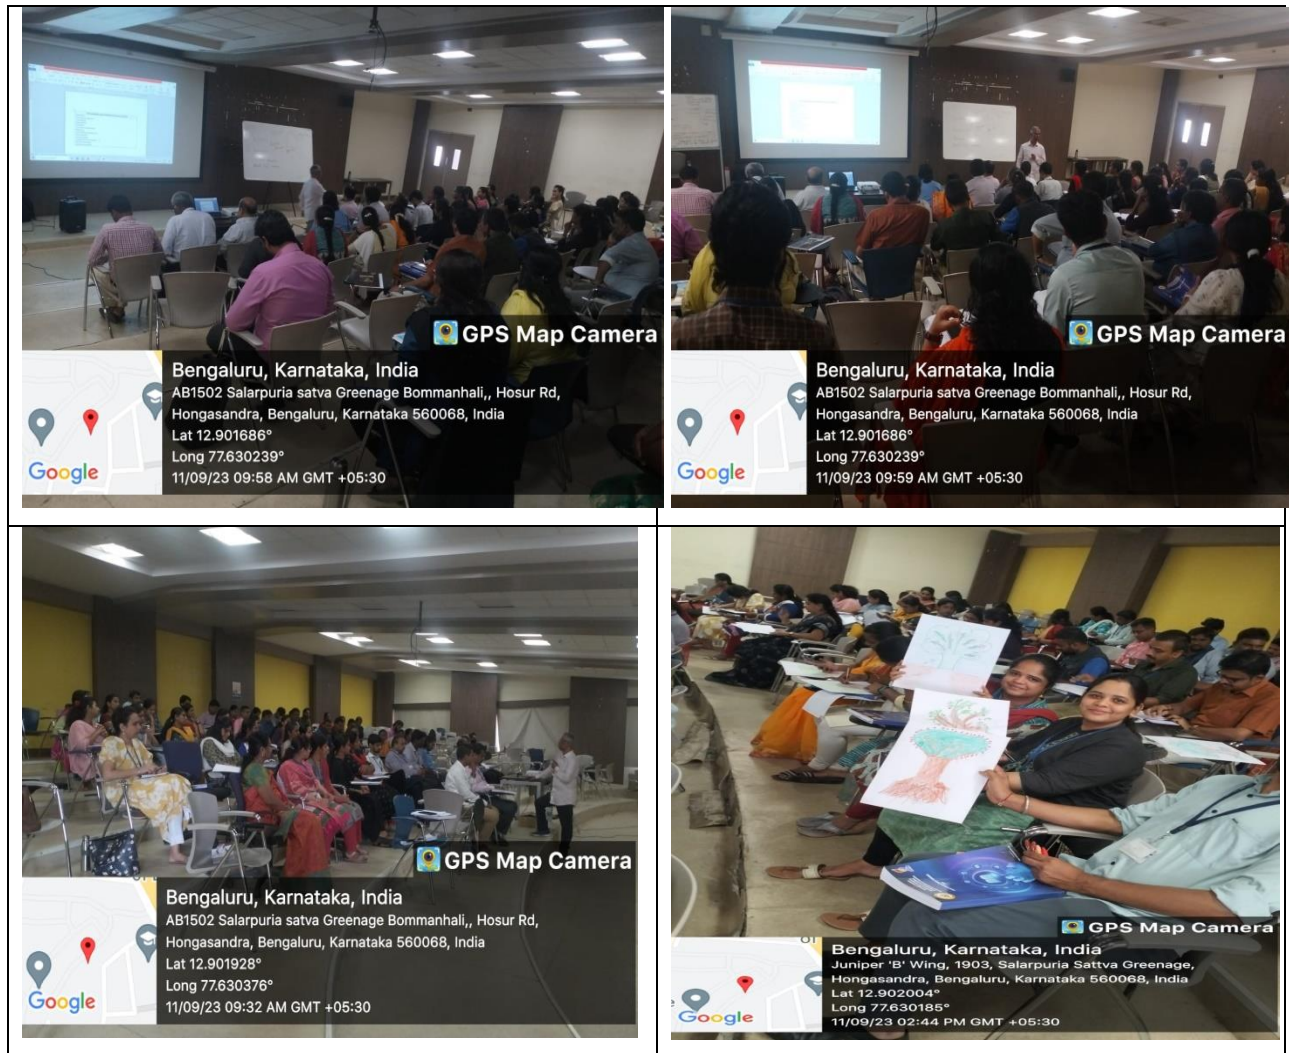 GPS Map Camera
Bengaluru, Karnataka, India
AB1502 Salarpuria satva Greenage Bommanhali,, Hosur Rd,
Hongasandra, Bengaluru, Karnataka 560068, India
Lat 12.901686°
Long 77.630239°
11/09/23 09:58 AM GMT +05:30
Google
GPS Map Camera
Bengaluru, Karnataka, India
AB1502 Salarpuria satva Greenage Bommanhali,, Hosur Rd,
Hongasandra, Bengaluru, Karnataka 560068, India
Lat 12.901686°
Long 77.630239°
11/09/23 09:59 AM GMT +05:30
Google
GPS Map Camera
Bengaluru, Karnataka, India
AB1502 Salarpuria satva Greenage Bommanhali,, Hosur Rd,
Hongasandra, Bengaluru, Karnataka 560068, India
Lat 12.901928°
Long 77.630376°
11/09/23 09:32 AM GMT +05:30
Google
GPS Map Camera
Bengaluru, Karnataka, India
Juniper 'B' Wing, 1903, Salarpuria Sattva Greenage,
Hongasandra, Bengaluru, Karnataka 560068, India
Lat 12.902004°
Long 77.630185°
11/09/23 02:44 PM GMT +05:30
Google